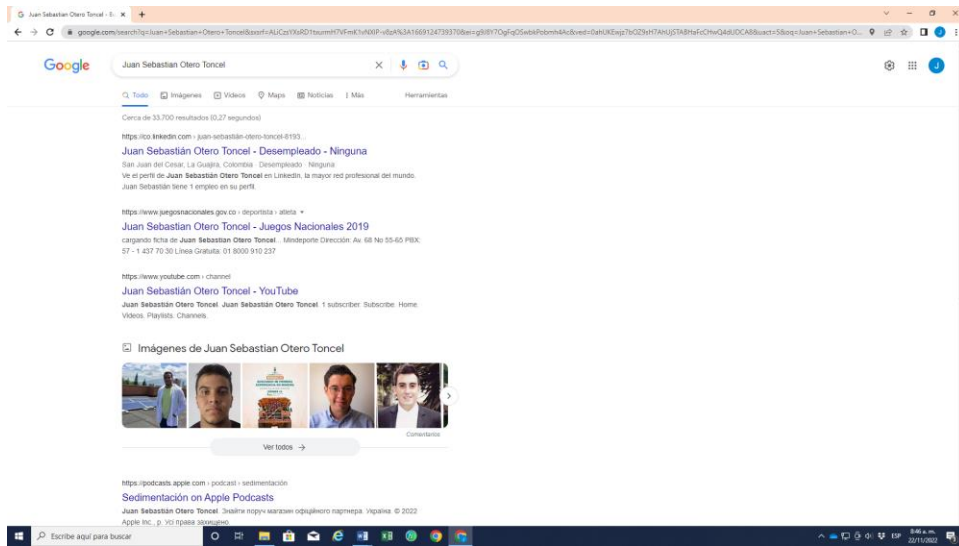 Juan Sebastian Otero Toncel - Bu
Google
Juan Sebastian Otero Toncel
Todo
Imágenes
Videos
Maps
Noticias
Más
Herramientas
Cerca de 33.700 resultados (0,27 segundos)
https://co.linkedin.com › juan-sebastián-otero-toncel-8193...
Juan Sebastián Otero Toncel - Desempleado - Ninguna
San Juan del Cesar, La Guajira, Colombia · Desempleado · Ninguna
Ve el perfil de Juan Sebastián Otero Toncel en LinkedIn, la mayor red profesional del mundo.
Juan Sebastián tiene 1 empleo en su perfil.
https://www.juegosnacionales.gov.co › deportista › atleta
Juan Sebastian Otero Toncel - Juegos Nacionales 2019
cargando ficha de Juan Sebastian Otero Toncel... Mindeporte Dirección: Av. 68 No 55-65 PBX:
57 - 1 437 70 30 Línea Gratuita: 01 8000 910 237
https://www.youtube.com › channel
Juan Sebastian Otero Toncel - YouTube
Juan Sebastian Otero Toncel. Juan Sebastian Otero Toncel. 1 subscriber. Subscribe. Home.
Videos. Playlists. Channels.
Imágenes de Juan Sebastian Otero Toncel
Comentarios
Ver todos
https://podcasts.apple.com › podcast › sedimentación
Sedimentación on Apple Podcasts
Juan Sebastián Otero Toncel. Знайти поруч магазин офіційного партнера. Україна © 2022
Apple Inc., р. Усі права захищено.
Escribe aquí para buscar
ESP
8:46 a. m.
22/11/2022